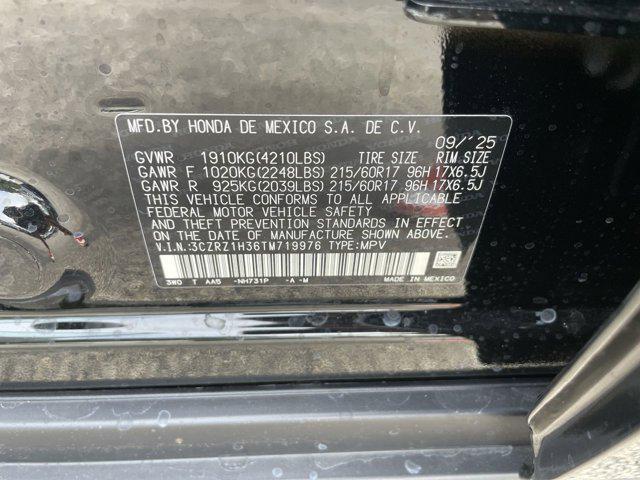 MFD.BY HONDA DE MEXICO S.A. DE C.V.
09/´25
GVWR 1910KG(4210LBS) TIRE SIZE RIM SIZE
GAWR F 1020KG(2248LBS) 215/60R17 96H 17X6.5J
GAWR R 925KG(2039LBS) 215/60R17 96H 17X6.5J
THIS VEHICLE CONFORMS TO ALL APPLICABLE
FEDERAL MOTOR VEHICLE SAFETY
AND THEFT PREVENTION STANDARDS IN EFFECT
ON THE DATE OF MANUFACTURE SHOWN ABOVE.
V.I.N.:3CZRZ1H36TM719976 TYPE:MPV
3W0 T AA5 -NH731P -A -M MADE IN MEXICO